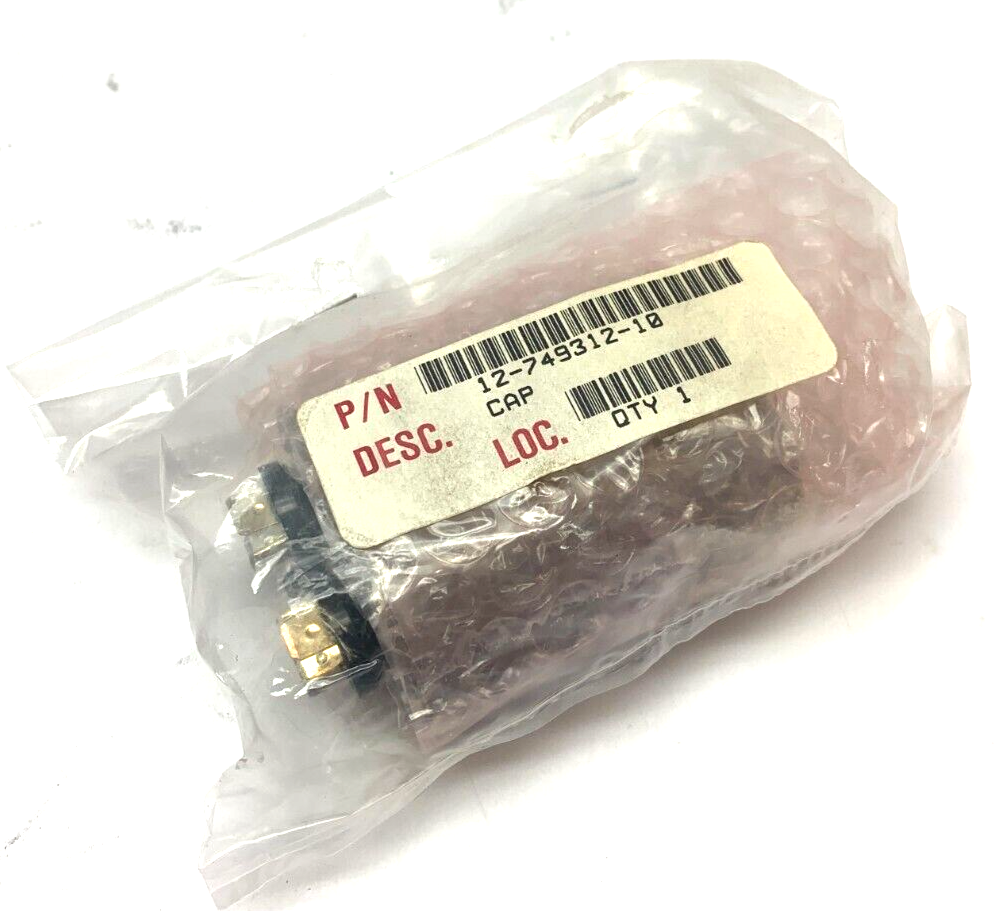 P/N 12-749312-10
DESC. CAP
LOC. QTY 1